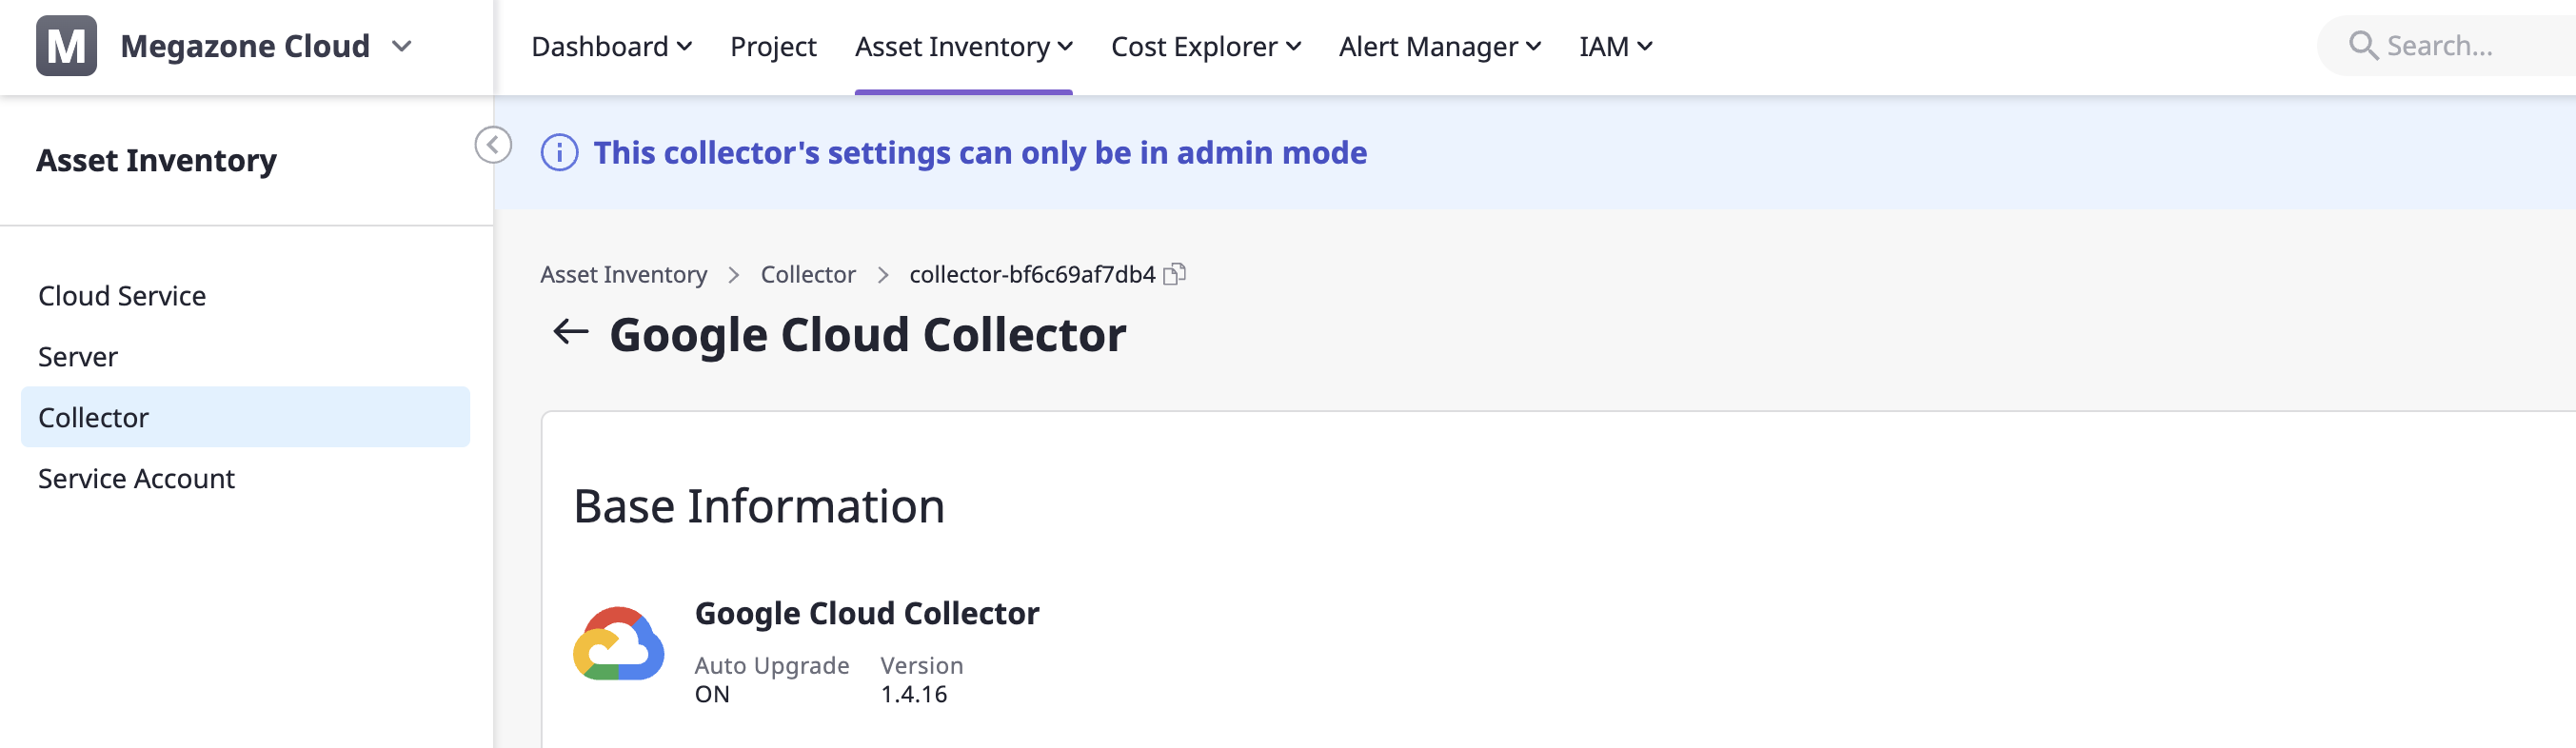 M Megazone Cloud
Dashboard Project Asset Inventory Cost Explorer Alert Manager IAM
Search...
Asset Inventory
Cloud Service
Server
Collector
Service Account
This collector's settings can only be in admin mode
Asset Inventory > Collector > collector-bf6c69af7db4
Google Cloud Collector
Base Information
Google Cloud Collector
Auto Upgrade Version
ON 1.4.16